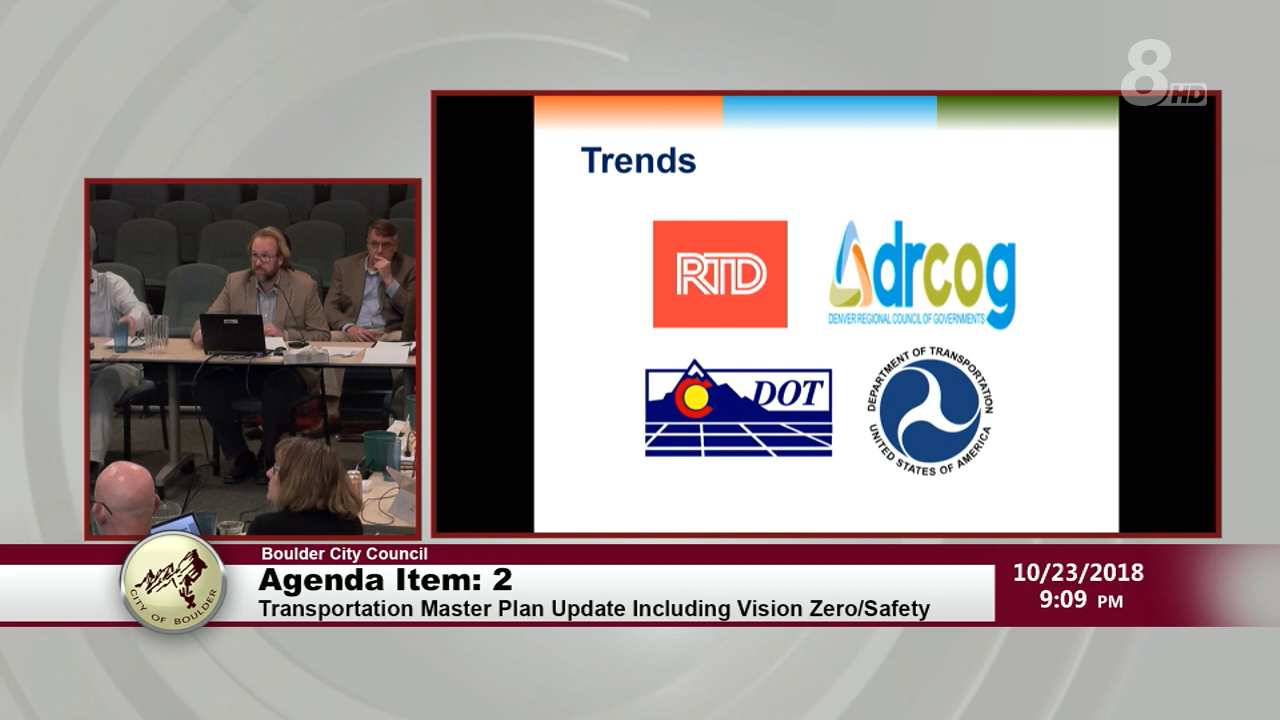 8
HD
Trends
RTD
drcog
DENVER REGIONAL COUNCIL OF GOVERNMENTS
DOT
DEPARTMENT OF TRANSPORTATION
UNITED STATES OF AMERICA
Boulder City Council
Agenda Item: 2
Transportation Master Plan Update Including Vision Zero/Safety
10/23/2018
9:09 PM
CITY OF BOULDER